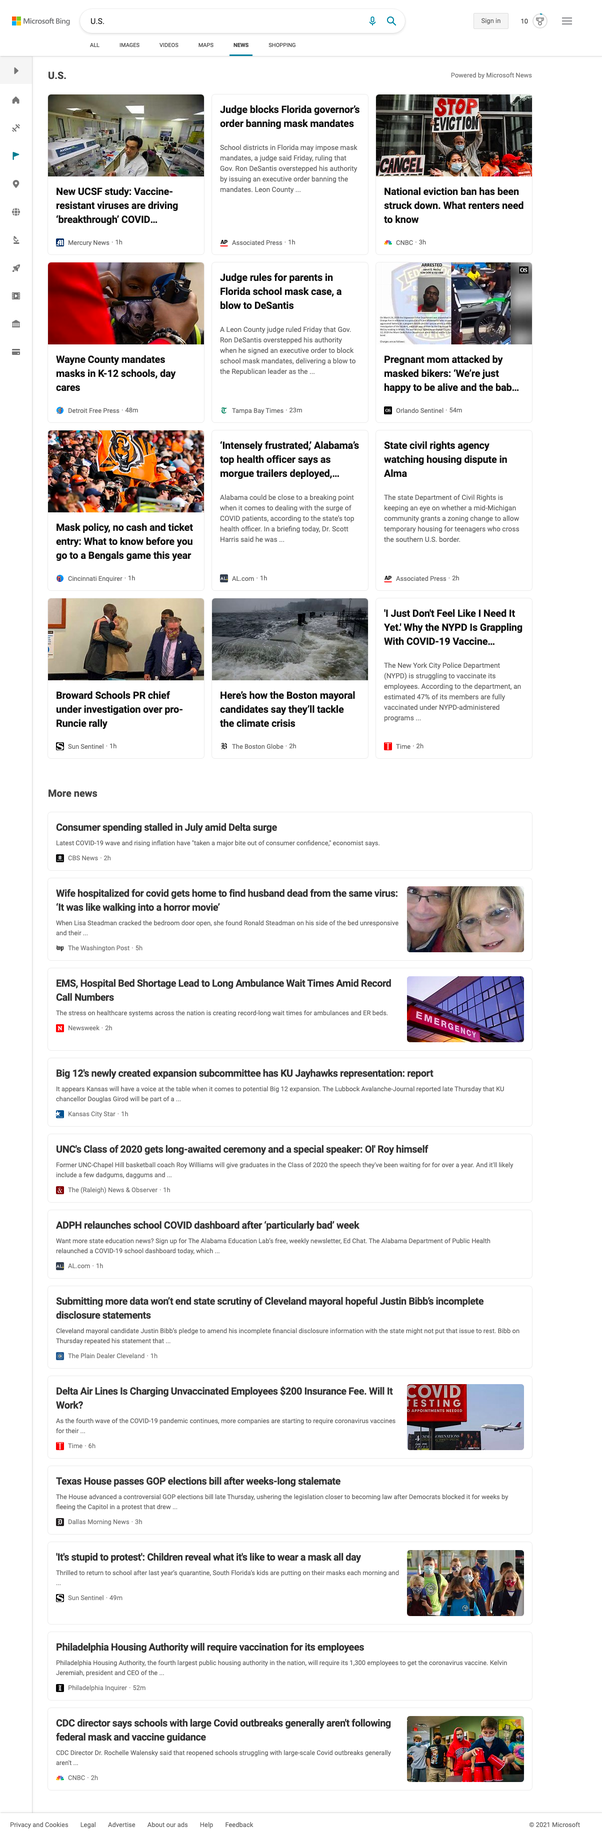 Microsoft Bing
U.S.
Sign in
10
ALL
IMAGES
VIDEOS
MAPS
NEWS
SHOPPING
U.S.
Powered by Microsoft News
New UCSF study: Vaccine-
resistant viruses are driving
‘breakthrough’ COVID...
Mercury News · 1h
Judge blocks Florida governor’s
order banning mask mandates
School districts in Florida may impose mask
mandates, a judge said Friday, ruling that
Gov. Ron DeSantis overstepped his authority
by issuing an executive order banning the
mandates. Leon County ...
AP Associated Press · 1h
STOP
EVICTION
CANCEL
National eviction ban has been
struck down. What renters need
to know
CNBC · 3h
Wayne County mandates
masks in K-12 schools, day
cares
Detroit Free Press · 48m
Judge rules for parents in
Florida school mask case, a
blow to DeSantis
A Leon County judge ruled Friday that Gov.
Ron DeSantis overstepped his authority
when he signed an executive order to block
school mask mandates, delivering a blow to
the Republican leader as the ...
Tampa Bay Times · 23m
ARRESTED
OS
Pregnant mom attacked by
masked bikers: ‘We’re just
happy to be alive and the bab...
OS Orlando Sentinel · 54m
Mask policy, no cash and ticket
entry: What to know before you
go to a Bengals game this year
Cincinnati Enquirer · 1h
‘Intensely frustrated,’ Alabama’s
top health officer says as
morgue trailers deployed,...
Alabama could be close to a breaking point
when it comes to dealing with the surge of
COVID patients, according to the state’s top
health officer. In a briefing today, Dr. Scott
Harris said he was ...
AL. AL.com · 1h
State civil rights agency
watching housing dispute in
Alma
The state Department of Civil Rights is
keeping an eye on whether a mid-Michigan
community grants a zoning change to allow
temporary housing for teenagers who cross
the southern U.S. border.
AP Associated Press · 2h
Broward Schools PR chief
under investigation over pro-
Runcie rally
Sun Sentinel · 1h
Here’s how the Boston mayoral
candidates say they’ll tackle
the climate crisis
The Boston Globe · 2h
'I Just Don't Feel Like I Need It
Yet.' Why the NYPD Is Grappling
With COVID-19 Vaccine...
The New York City Police Department
(NYPD) is struggling to vaccinate its
employees. According to the department, an
estimated 47% of its members are fully
vaccinated under NYPD-administered
programs ...
Time · 2h
More news
Consumer spending stalled in July amid Delta surge
Latest COVID-19 wave and rising inflation have "taken a major bite out of consumer confidence," economist says.
CBS News · 2h
Wife hospitalized for covid gets home to find husband dead from the same virus:
‘It was like walking into a horror movie’
When Lisa Steadman cracked the bedroom door open, she found Ronald Steadman on his side of the bed unresponsive
and their ...
wp The Washington Post · 5h
EMS, Hospital Bed Shortage Lead to Long Ambulance Wait Times Amid Record
Call Numbers
The stress on healthcare systems across the nation is creating record-long wait times for ambulances and ER beds.
N Newsweek · 2h
EMERGENCY
Big 12's newly created expansion subcommittee has KU Jayhawks representation: report
It appears Kansas will have a voice at the table when it comes to potential Big 12 expansion. The Lubbock Avalanche-Journal reported late Thursday that KU
chancellor Douglas Girod will be part of a ...
Kansas City Star · 1h
UNC's Class of 2020 gets long-awaited ceremony and a special speaker: Ol' Roy himself
Former UNC-Chapel Hill basketball coach Roy Williams will give graduates in the Class of 2020 the speech they've been waiting for for over a year. And it'll likely
include a few dadgums, daggums and ...
The (Raleigh) News & Observer · 1h
ADPH relaunches school COVID dashboard after ‘particularly bad’ week
Want more state education news? Sign up for The Alabama Education Lab’s free, weekly newsletter, Ed Chat. The Alabama Department of Public Health
relaunched a COVID-19 school dashboard today, which ...
AL. AL.com · 1h
Submitting more data won’t end state scrutiny of Cleveland mayoral hopeful Justin Bibb’s incomplete
disclosure statements
Cleveland mayoral candidate Justin Bibb’s pledge to amend his incomplete financial disclosure information with the state might not put that issue to rest. Bibb on
Thursday repeated his statement that ...
The Plain Dealer Cleveland · 1h
Delta Air Lines Is Charging Unvaccinated Employees $200 Insurance Fee. Will It
Work?
As the fourth wave of the COVID-19 pandemic continues, more companies are starting to require coronavirus vaccines
for their ...
Time · 6h
COVID
TESTING
APPOINTMENTS NEEDED
Texas House passes GOP elections bill after weeks-long stalemate
The House advanced a controversial GOP elections bill late Thursday, ushering the legislation closer to becoming law after Democrats blocked it for weeks by
fleeing the Capitol in a protest that drew ...
Dallas Morning News · 3h
'It's stupid to protest': Children reveal what it's like to wear a mask all day
Thrilled to return to school after last year’s quarantine, South Florida’s kids are putting on their masks each morning and
...
Sun Sentinel · 49m
Philadelphia Housing Authority will require vaccination for its employees
Philadelphia Housing Authority, the fourth largest public housing authority in the nation, will require its 1,300 employees to get the coronavirus vaccine. Kelvin
Jeremiah, president and CEO of the ...
Philadelphia Inquirer · 52m
CDC director says schools with large Covid outbreaks generally aren't following
federal mask and vaccine guidance
CDC Director Dr. Rochelle Walensky said that reopened schools struggling with large-scale Covid outbreaks generally
aren't ...
CNBC · 2h
Privacy and Cookies
Legal
Advertise
About our ads
Help
Feedback
© 2021 Microsoft